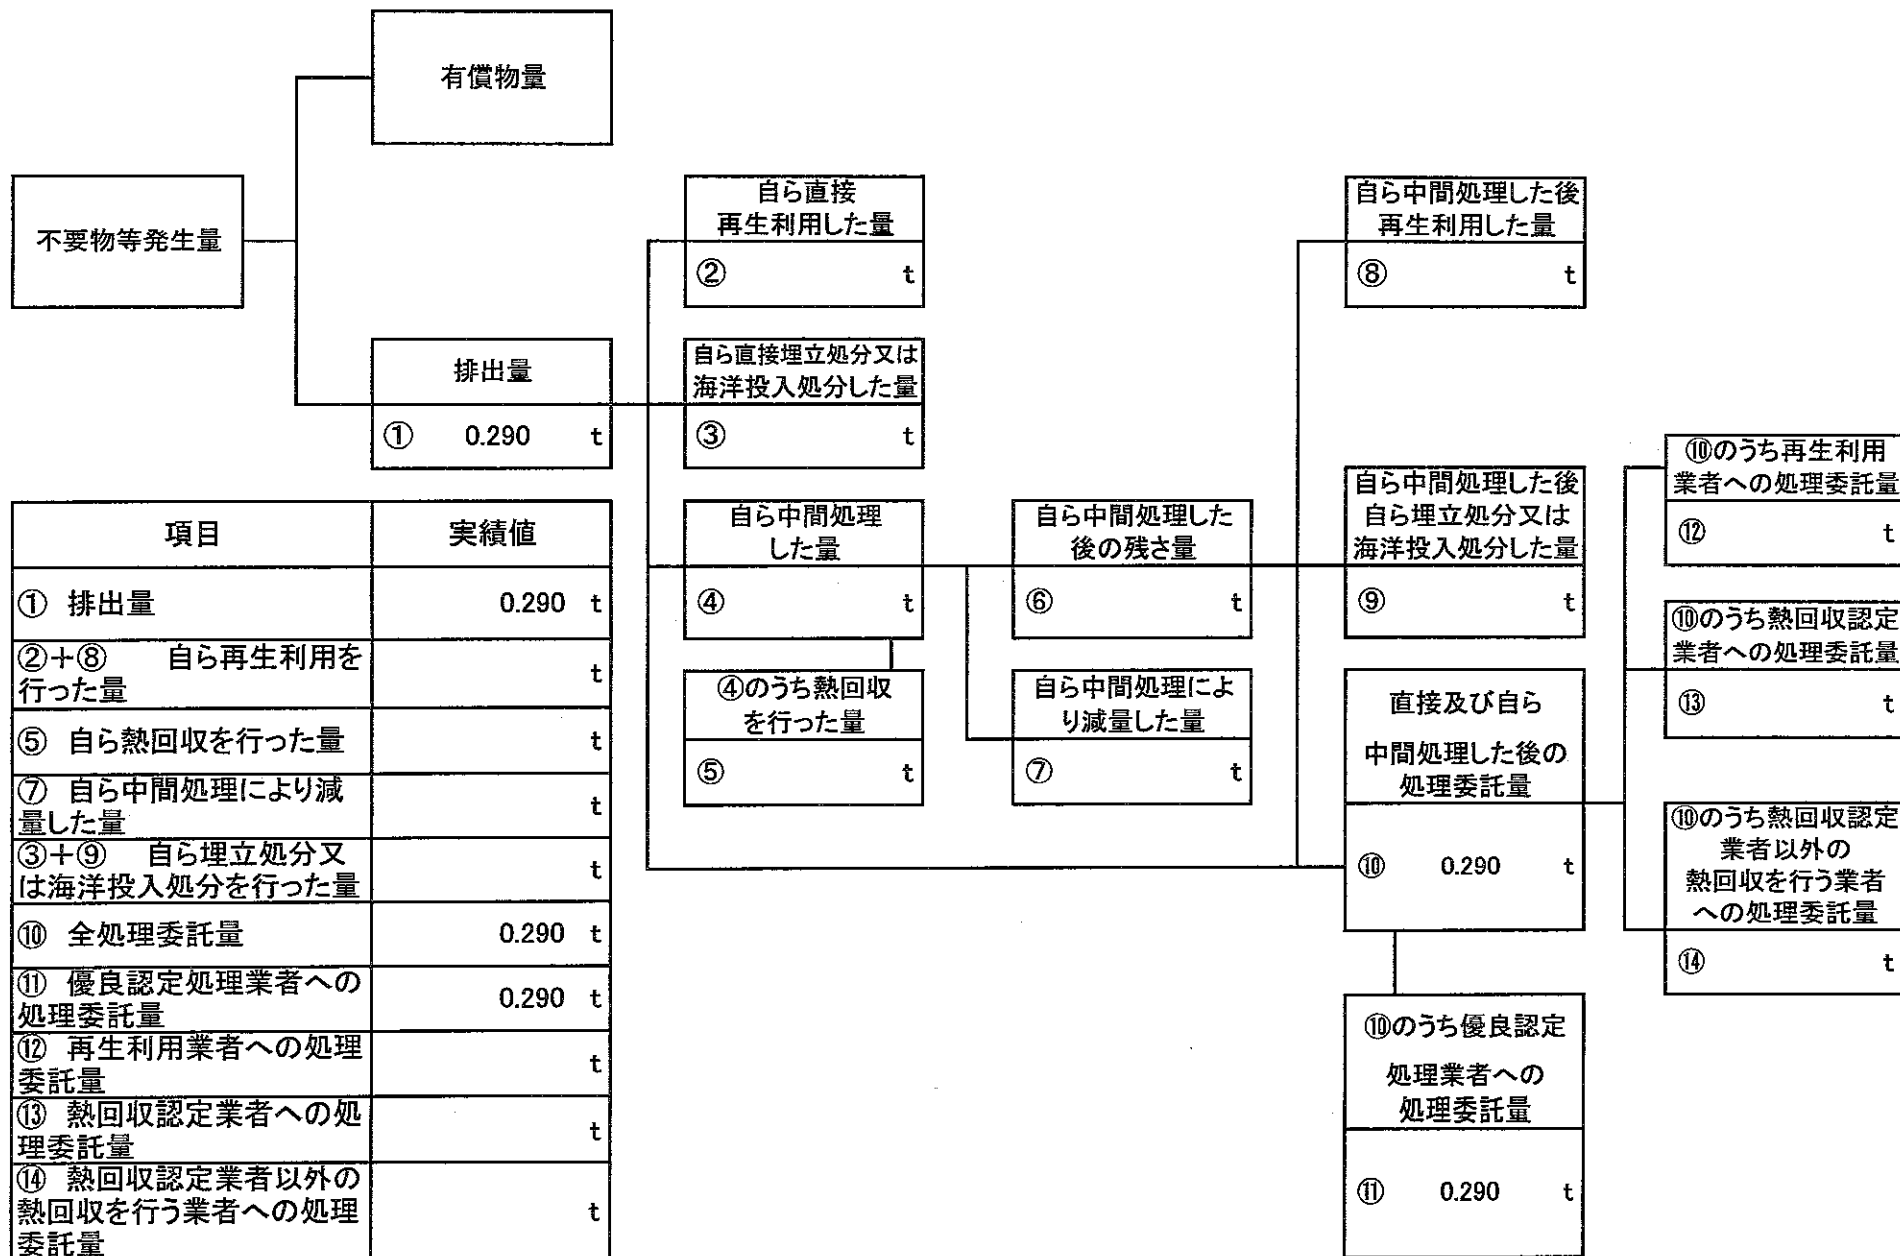 有償物量
不要物等発生量
排出量
① 0.290 t
自ら直接
再生利用した量
② t
自ら直接埋立処分又は
海洋投入処分した量
③ t
自ら中間処理
した量
④ t
④のうち熱回収
を行った量
⑤ t
自ら中間処理した
後の残さ量
⑥ t
自ら中間処理によ
り減量した量
⑦ t
自ら中間処理した後
再生利用した量
⑧ t
自ら中間処理した後
自ら埋立処分又は
海洋投入処分した量
⑨ t
直接及び自ら
中間処理した後の
処理委託量
⑩ 0.290 t
⑩のうち優良認定
処理業者への
処理委託量
⑪ 0.290 t
⑩のうち再生利用
業者への処理委託量
⑫ t
⑩のうち熱回収認定
業者への処理委託量
⑬ t
⑩のうち熱回収認定
業者以外の
熱回収を行う業者
への処理委託量
⑭ t
項目 実績値
① 排出量 0.290 t
②+⑧ 自ら再生利用を
行った量 t
⑤ 自ら熱回収を行った量 t
⑦ 自ら中間処理により減
量した量 t
③+⑨ 自ら埋立処分又
は海洋投入処分を行った量 t
⑩ 全処理委託量 0.290 t
⑪ 優良認定処理業者への
処理委託量 0.290 t
⑫ 再生利用業者への処理
委託量 t
⑬ 熱回収認定業者への処
理委託量 t
⑭ 熱回収認定業者以外の
熱回収を行う業者への処理
委託量 t